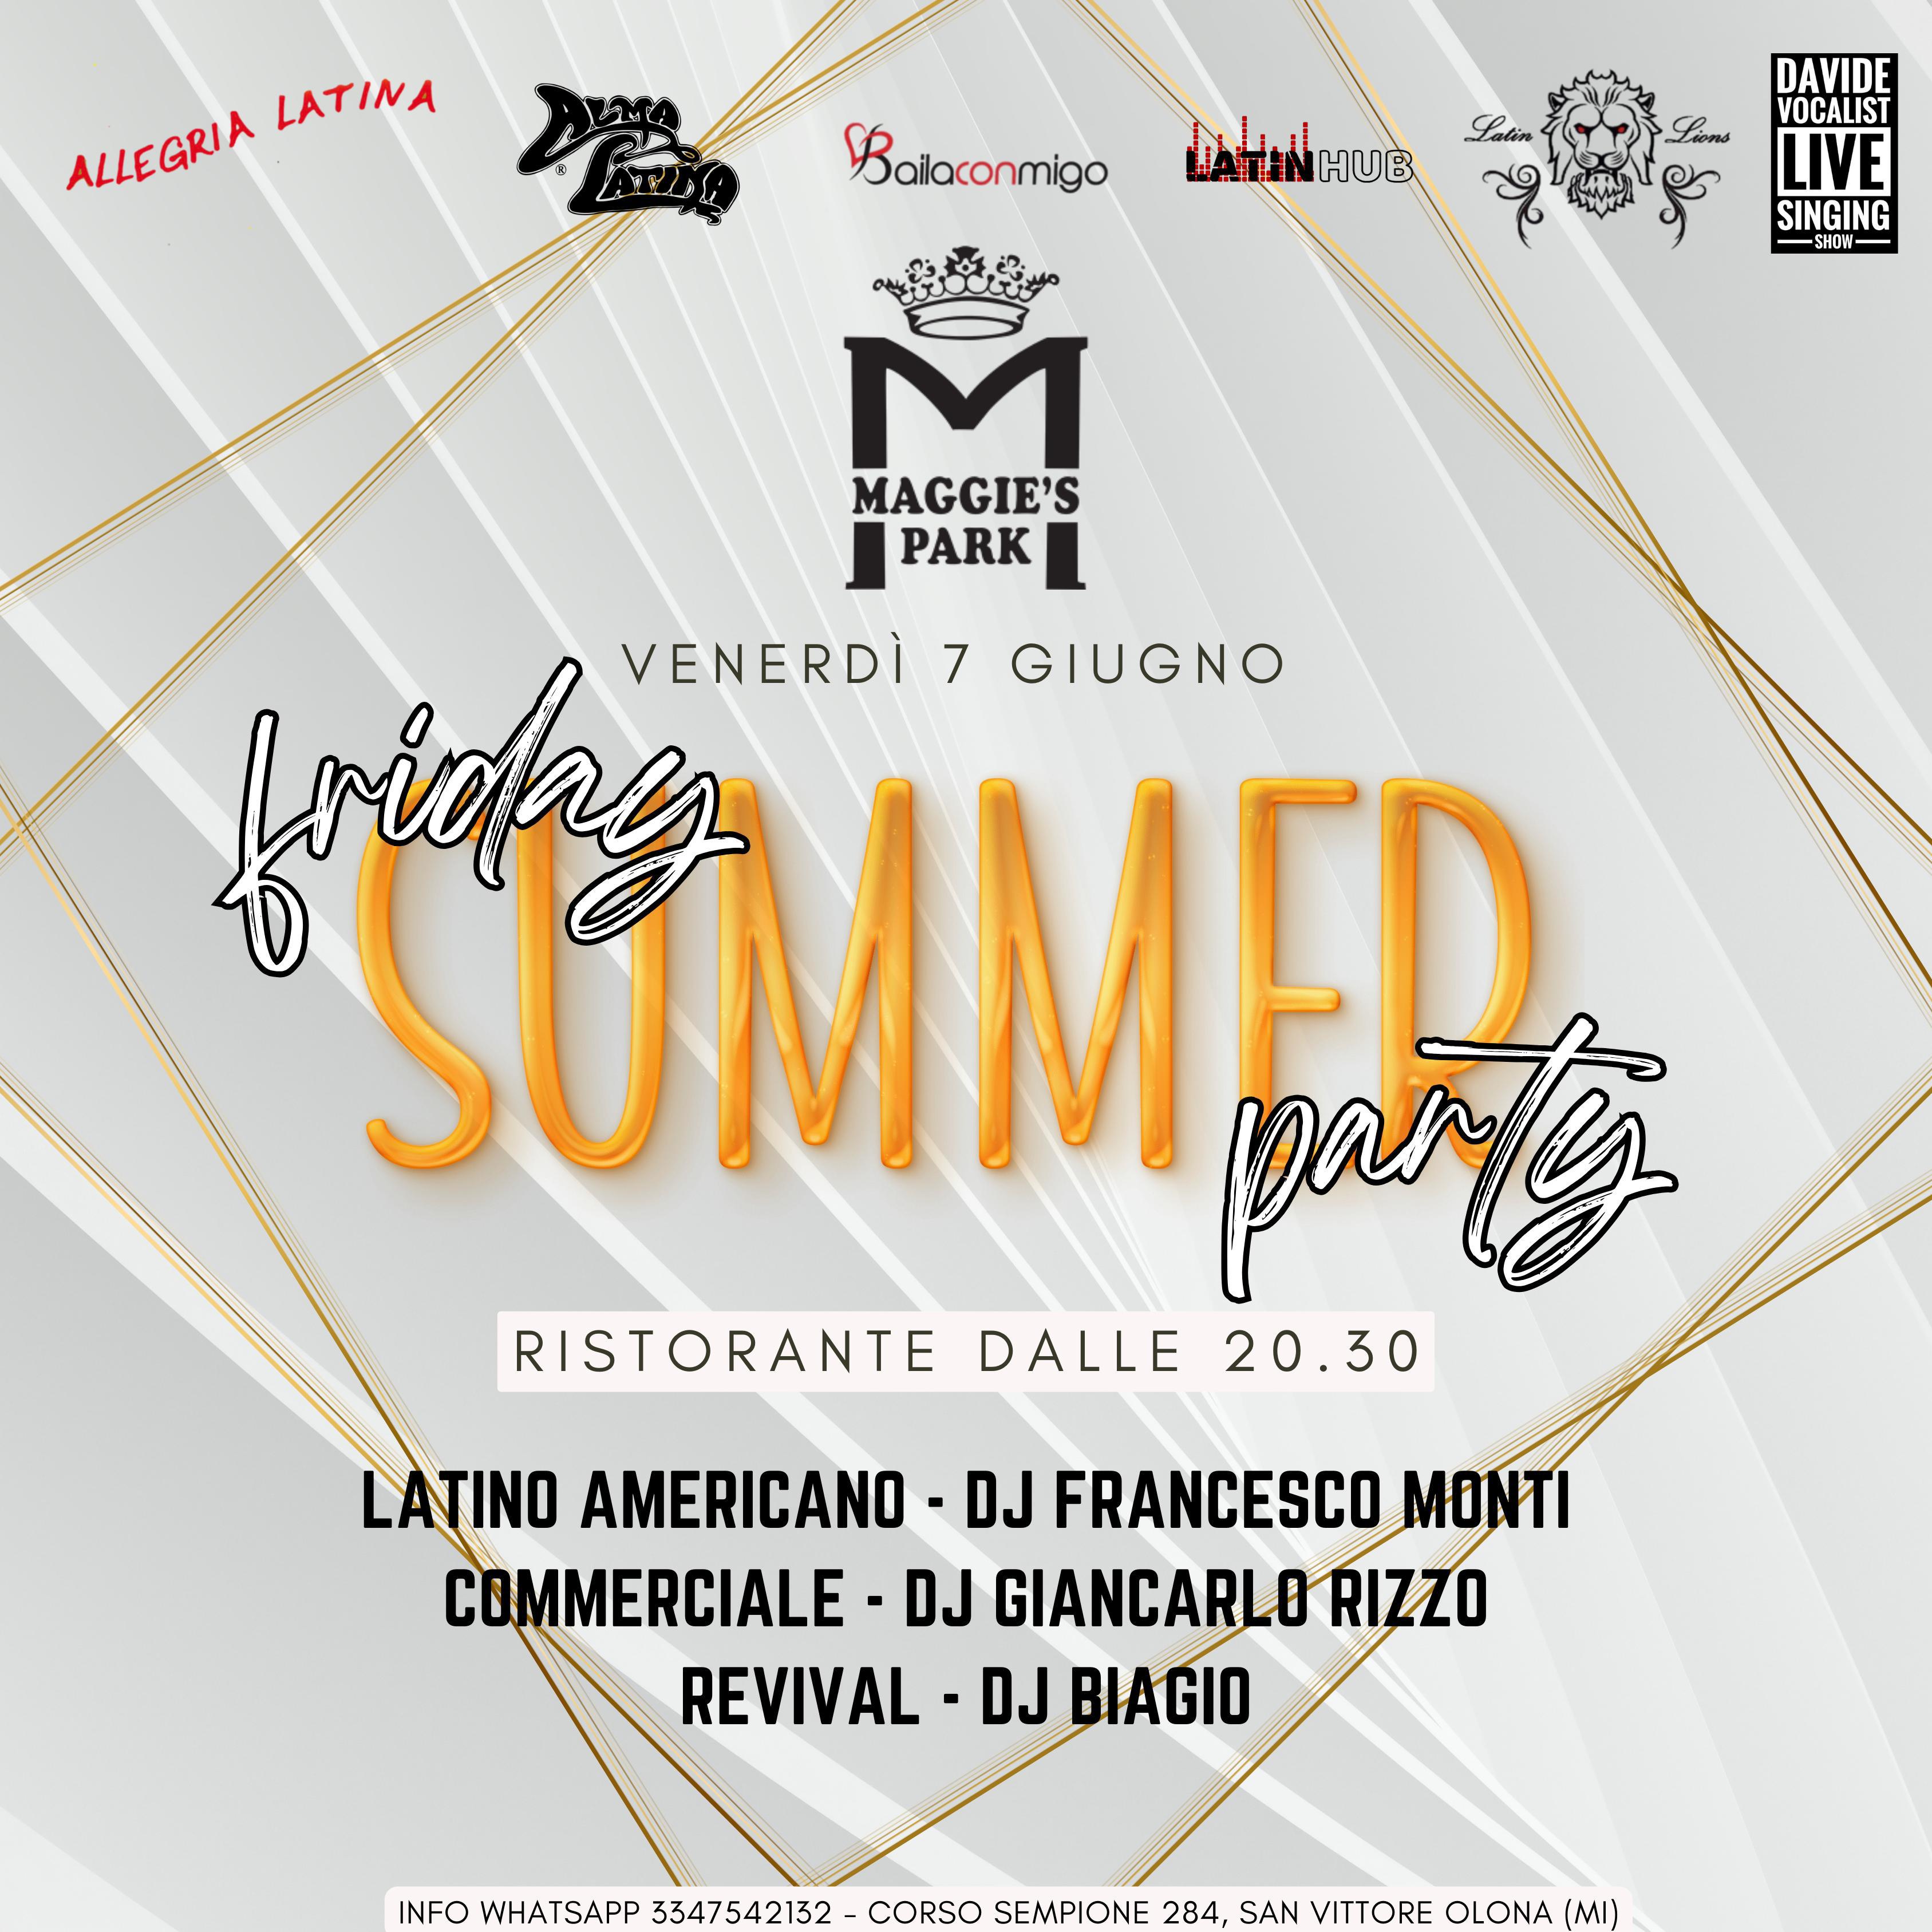 ALLEGRIA LATINA
ALMA
LATINA
®
Bailaconmigo
LATINHUB
Latin Lions
DAVIDE
VOCALIST
LIVE
SINGING
SHOW
M
MAGGIE'S
PARK
VENERDÌ 7 GIUGNO
friday
SUMMER
party
RISTORANTE DALLE 20.30
LATINO AMERICANO - DJ FRANCESCO MONTI
COMMERCIALE - DJ GIANCARLO RIZZO
REVIVAL - DJ BIAGIO
INFO WHATSAPP 3347542132 - CORSO SEMPIONE 284, SAN VITTORE OLONA (MI)